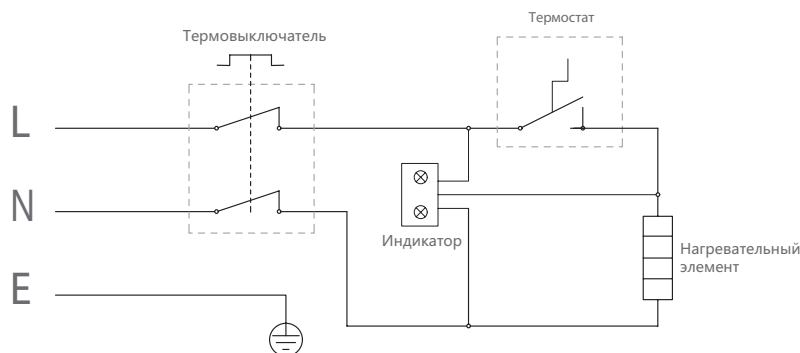 Термостат
Термовыключатель
L
N
Индикатор
Нагревательный
элемент
E